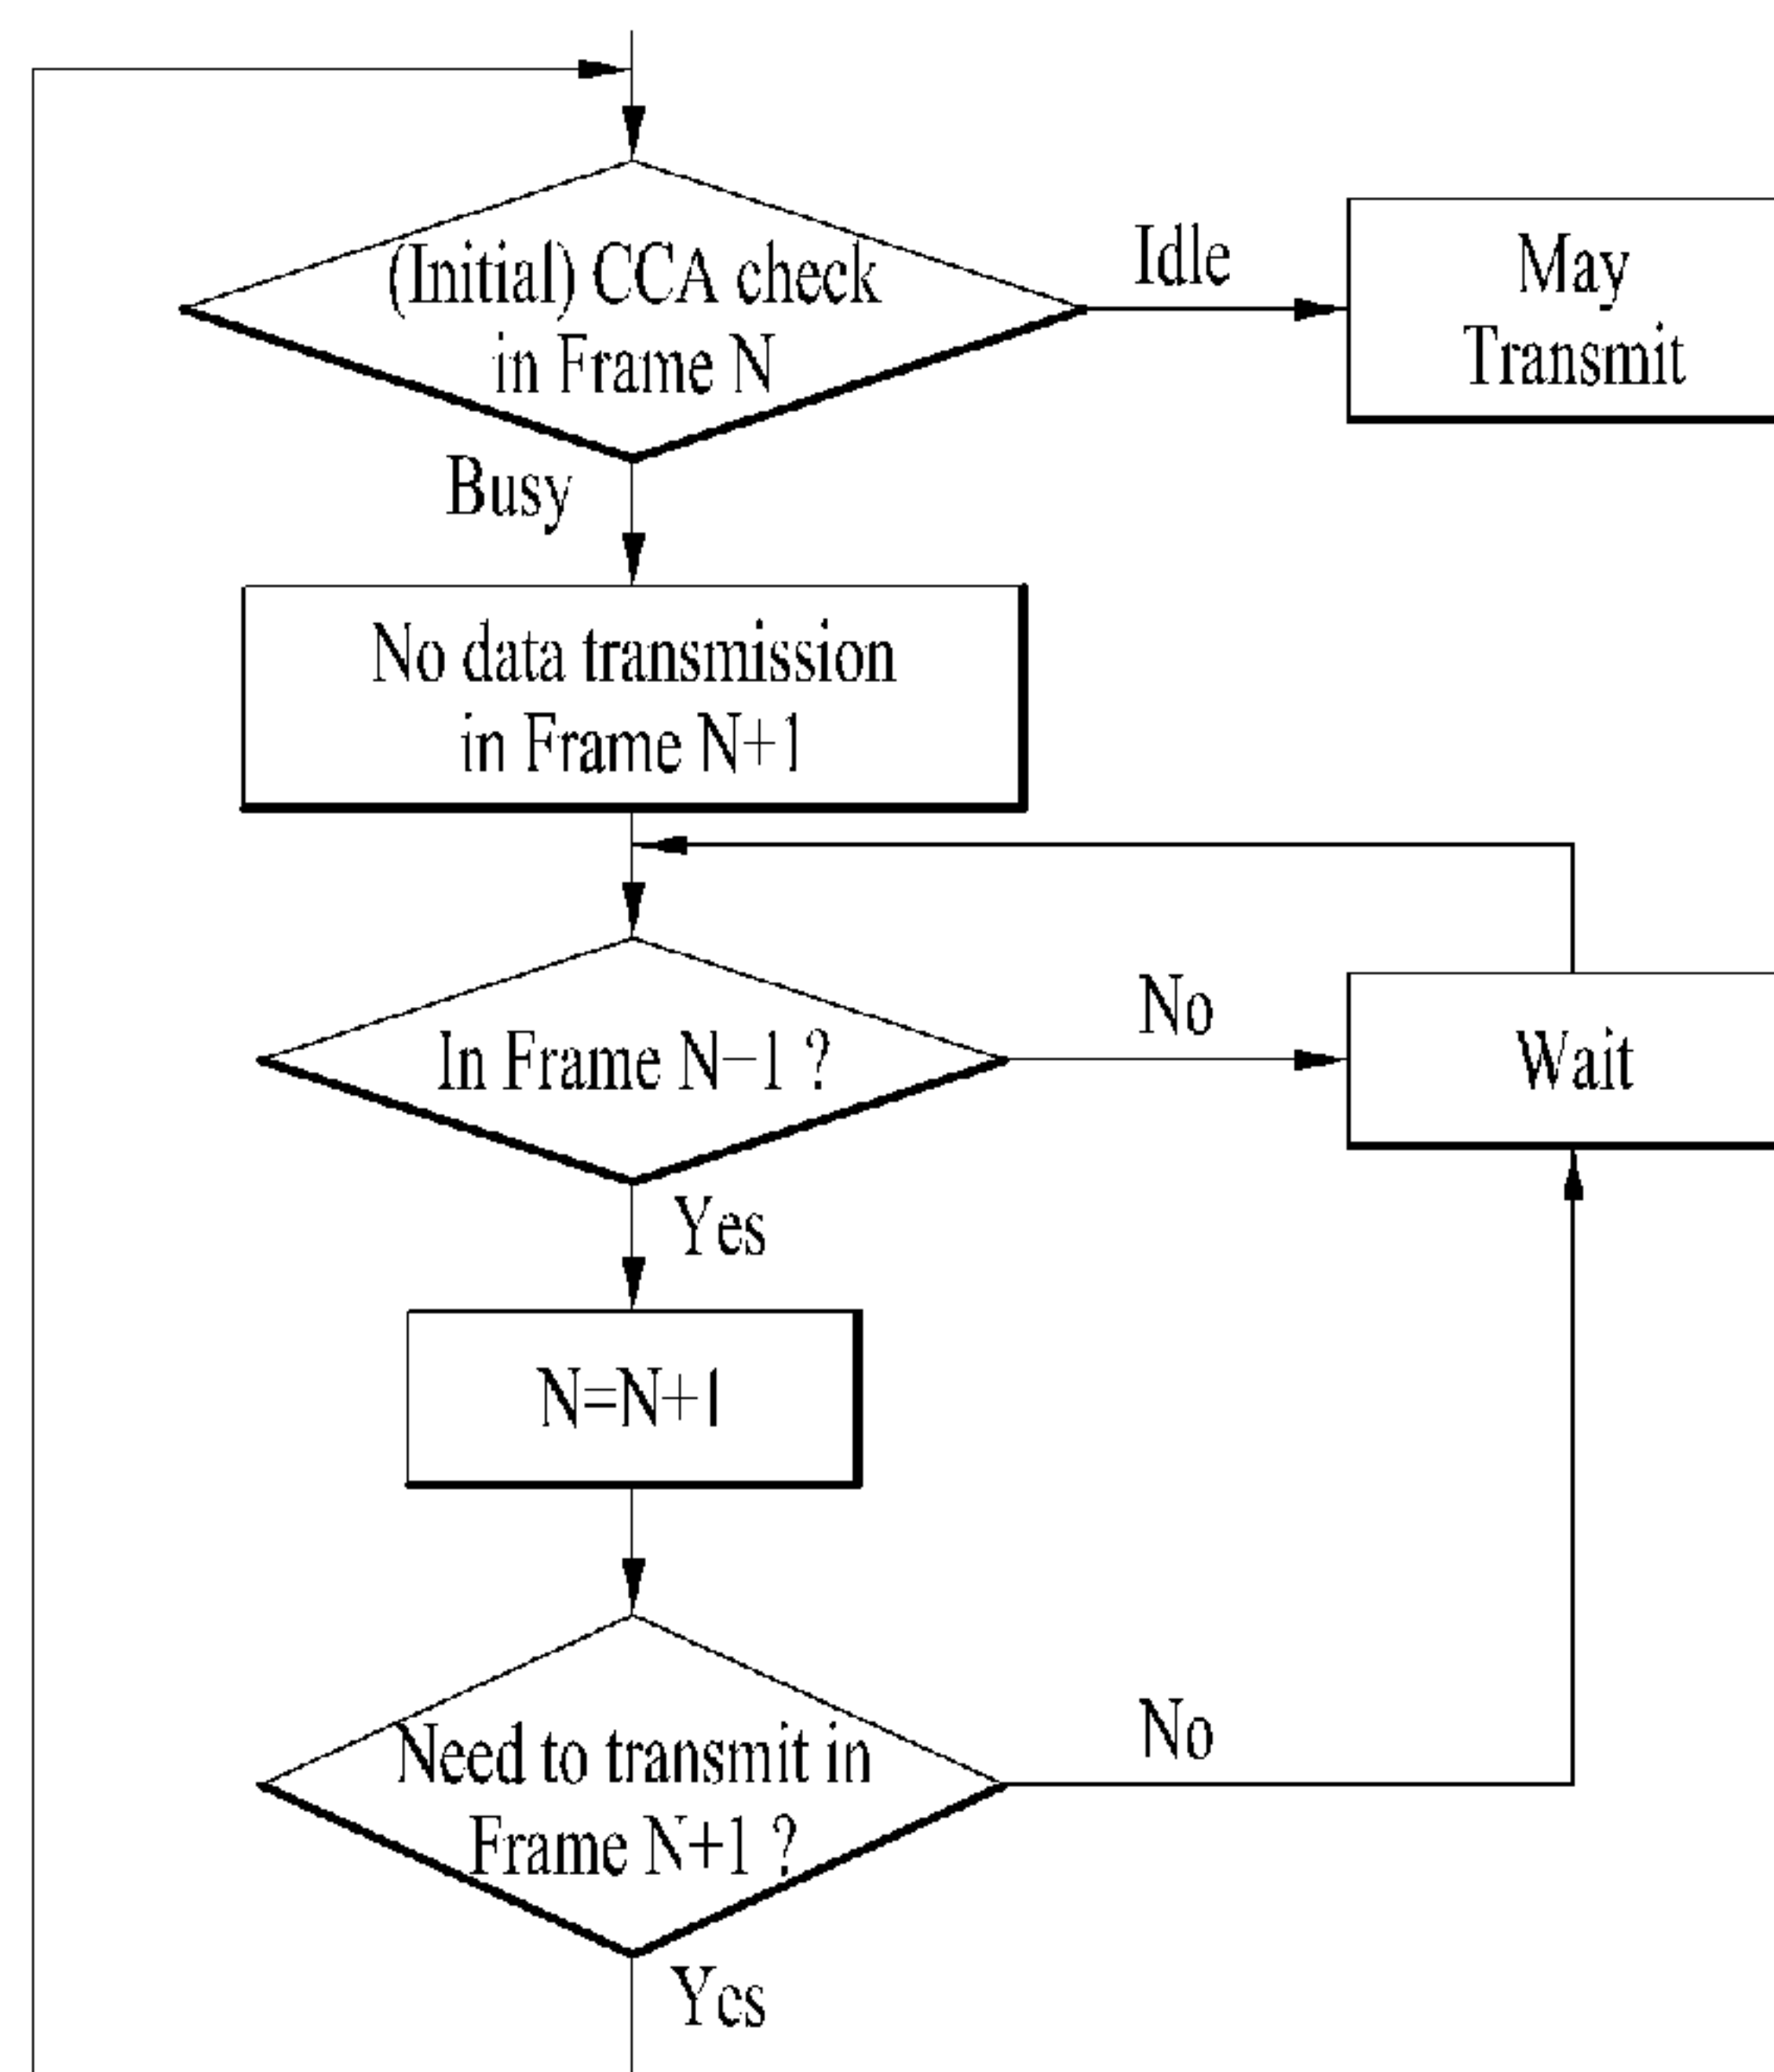 (Initial) CCA check
in Frame N
Idle
May
Transmit
Busy
No data transmission
in Frame N+1
In Frame N−1 ?
No
Wait
Yes
N=N+1
Need to transmit in
Frame N+1 ?
No
Yes